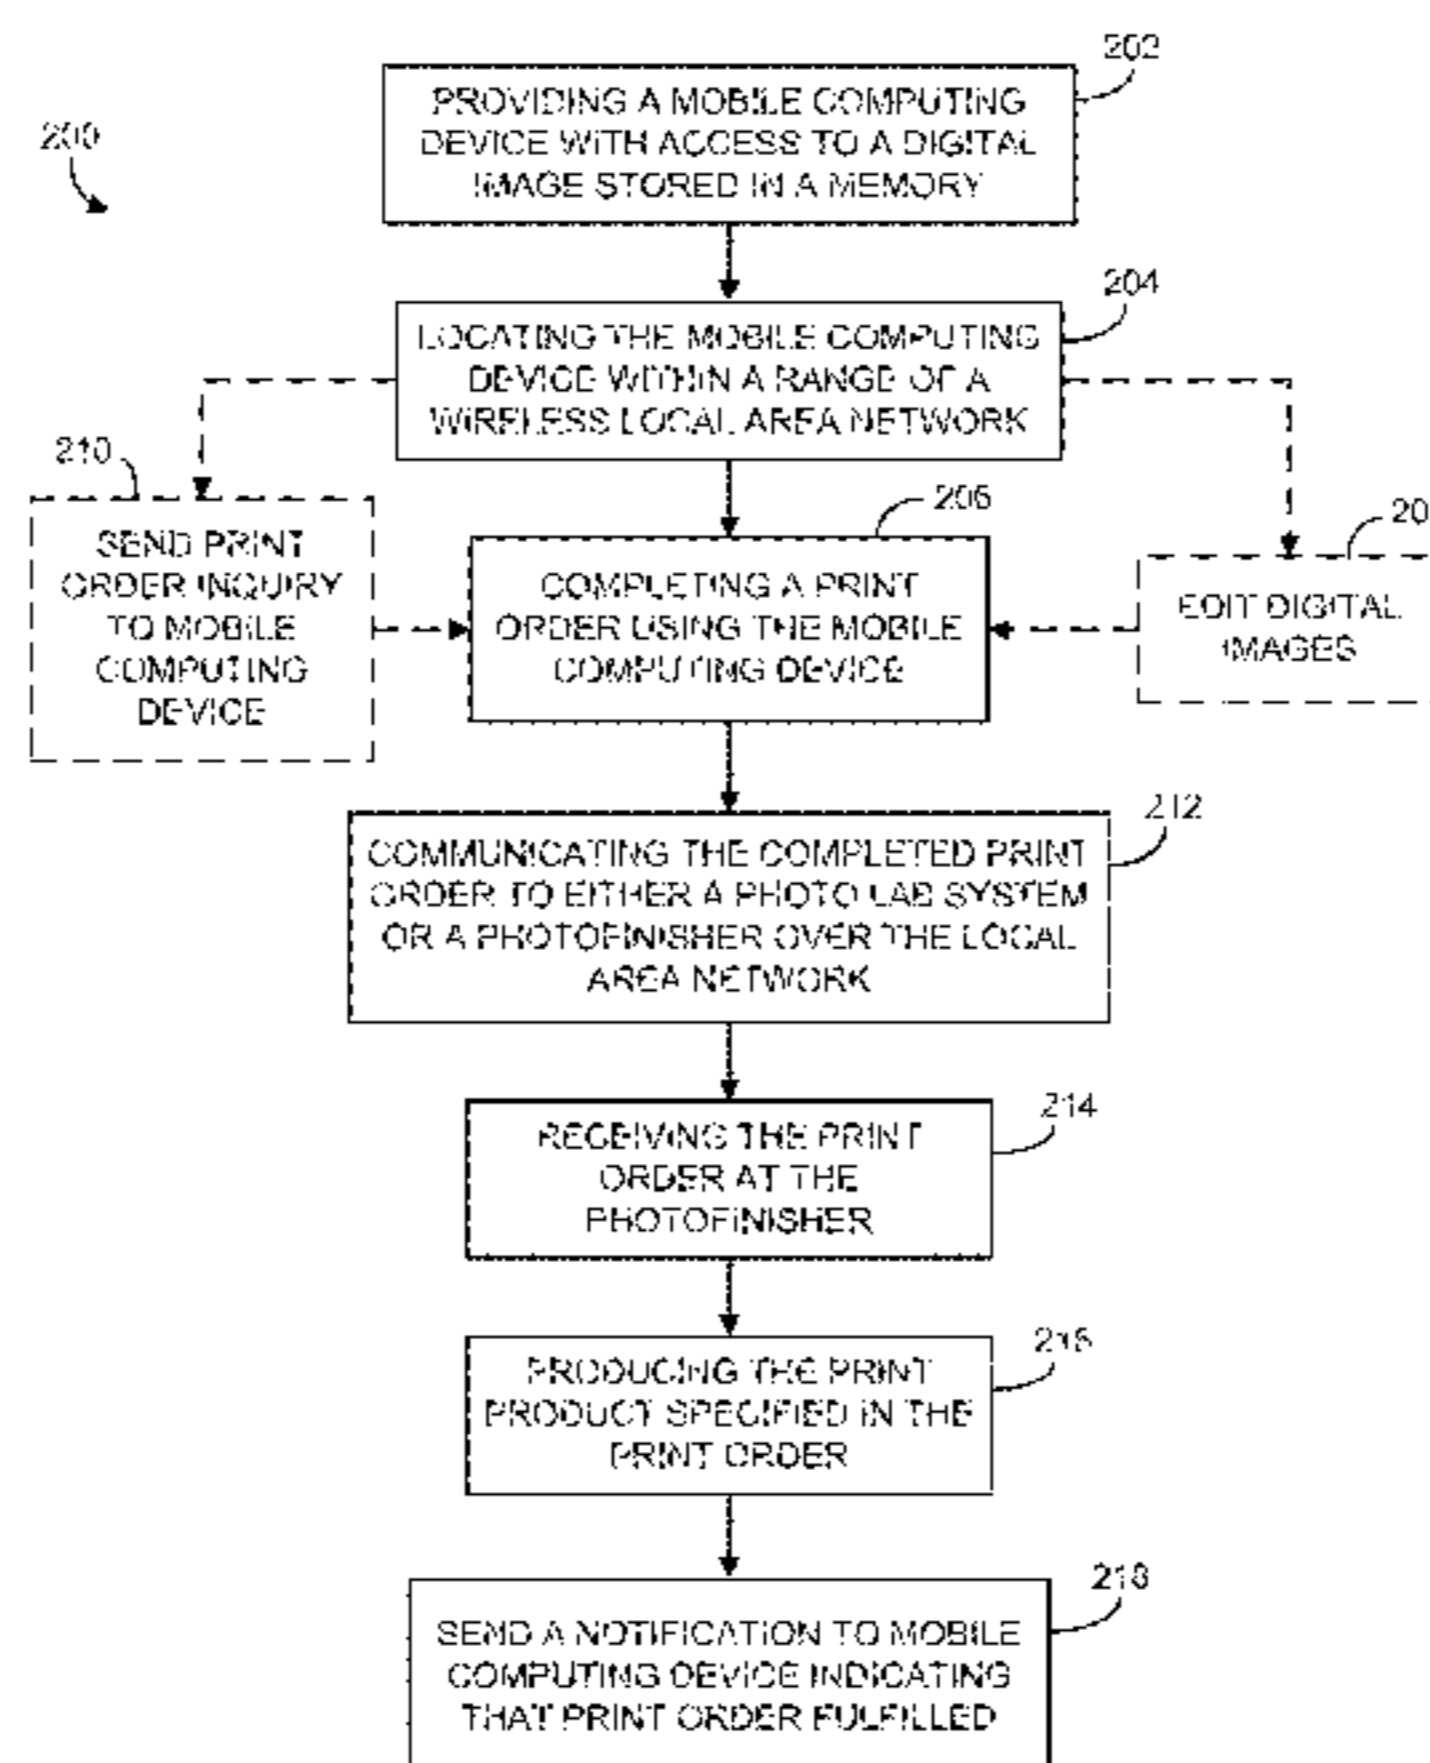 202
200
PROVIDING A MOBILE COMPUTING
DEVICE WITH ACCESS TO A DIGITAL
IMAGE STORED IN A MEMORY
204
LOCATING THE MOBILE COMPUTING
DEVICE WITHIN A RANGE OF A
WIRELESS LOCAL AREA NETWORK
210
SEND PRINT
ORDER INQUIRY
TO MOBILE
COMPUTING
DEVICE
206
COMPLETING A PRINT
ORDER USING THE MOBILE
COMPUTING DEVICE
20
EDIT DIGITAL
IMAGES
212
COMMUNICATING THE COMPLETED PRINT
ORDER TO EITHER A PHOTO LAB SYSTEM
OR A PHOTOFINISHER OVER THE LOCAL
AREA NETWORK
214
RECEIVING THE PRINT
ORDER AT THE
PHOTOFINISHER
216
PRODUCING THE PRINT
PRODUCT SPECIFIED IN THE
PRINT ORDER
218
SEND A NOTIFICATION TO MOBILE
COMPUTING DEVICE INDICATING
THAT PRINT ORDER FULFILLED